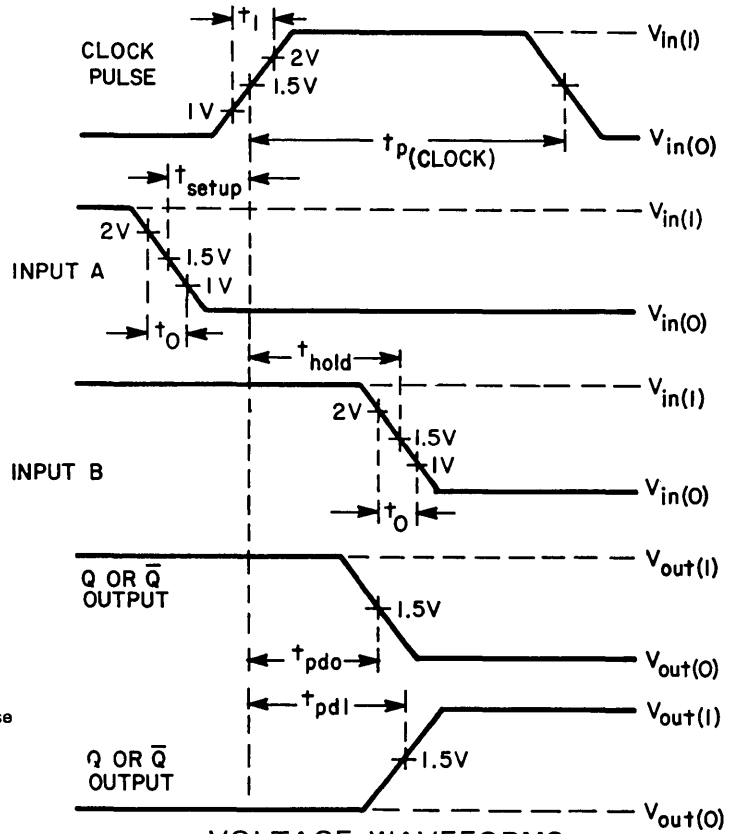 t1
CLOCK
PULSE
2V
1.5V
1V
Vin(1)
Vin(0)
tp(CLOCK)
tsetup
INPUT A
2V
1.5V
1V
Vin(1)
Vin(0)
t0
thold
INPUT B
2V
1.5V
1V
Vin(1)
Vin(0)
t0
Q OR Q̅
OUTPUT
1.5V
Vout(1)
Vout(0)
tpdo
tpd1
se
Q OR Q̅
OUTPUT
1.5V
Vout(1)
Vout(0)
VOLTAGE WAVEFORMS